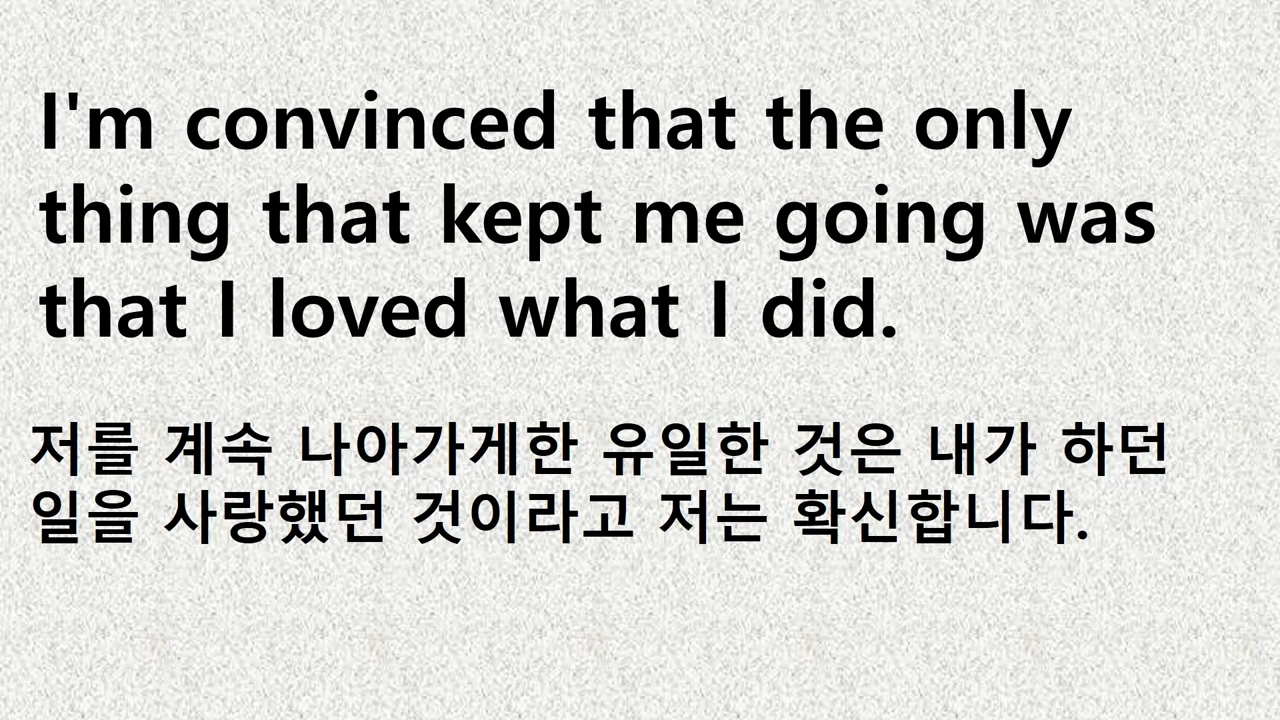 I'm convinced that the only
thing that kept me going was
that I loved what I did.
저를 계속 나아가게한 유일한 것은 내가 하던
일을 사랑했던 것이라고 저는 확신합니다.